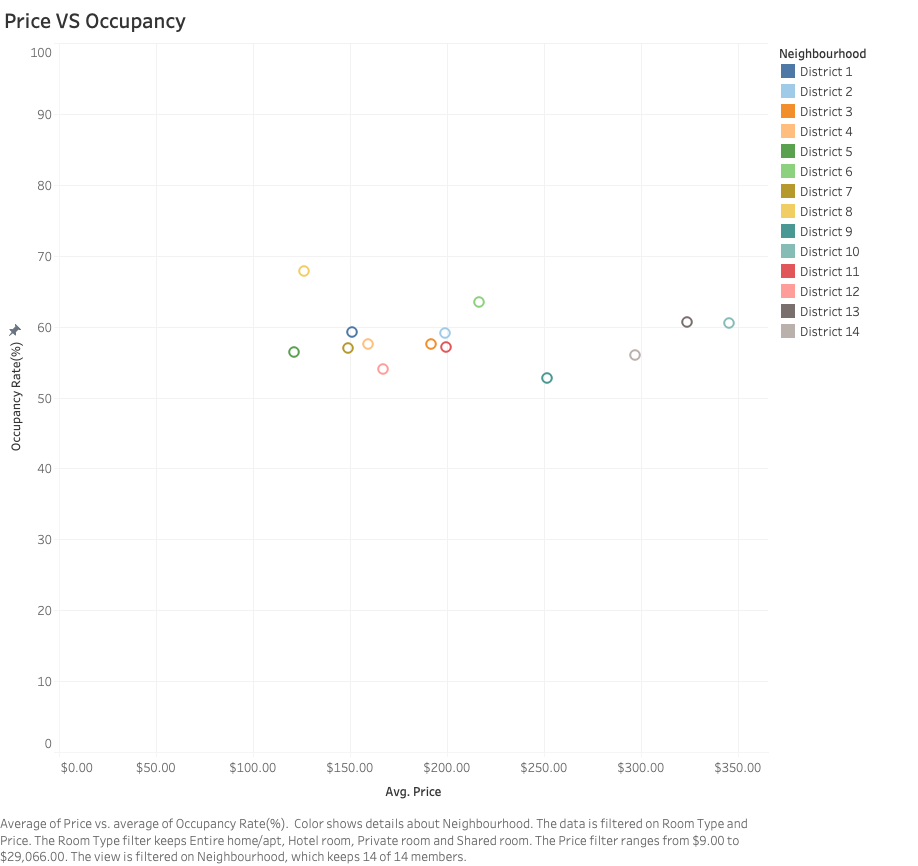 Price VS Occupancy
100
90
80
70
60
50
40
30
20
10
0
Occupancy Rate(%)
$0.00 $50.00 $100.00 $150.00 $200.00 $250.00 $300.00 $350.00
Avg. Price
Neighbourhood
District 1
District 2
District 3
District 4
District 5
District 6
District 7
District 8
District 9
District 10
District 11
District 12
District 13
District 14
Average of Price vs. average of Occupancy Rate(%).  Color shows details about Neighbourhood. The data is filtered on Room Type and
Price. The Room Type filter keeps Entire home/apt, Hotel room, Private room and Shared room. The Price filter ranges from $9.00 to
$29,066.00. The view is filtered on Neighbourhood, which keeps 14 of 14 members.